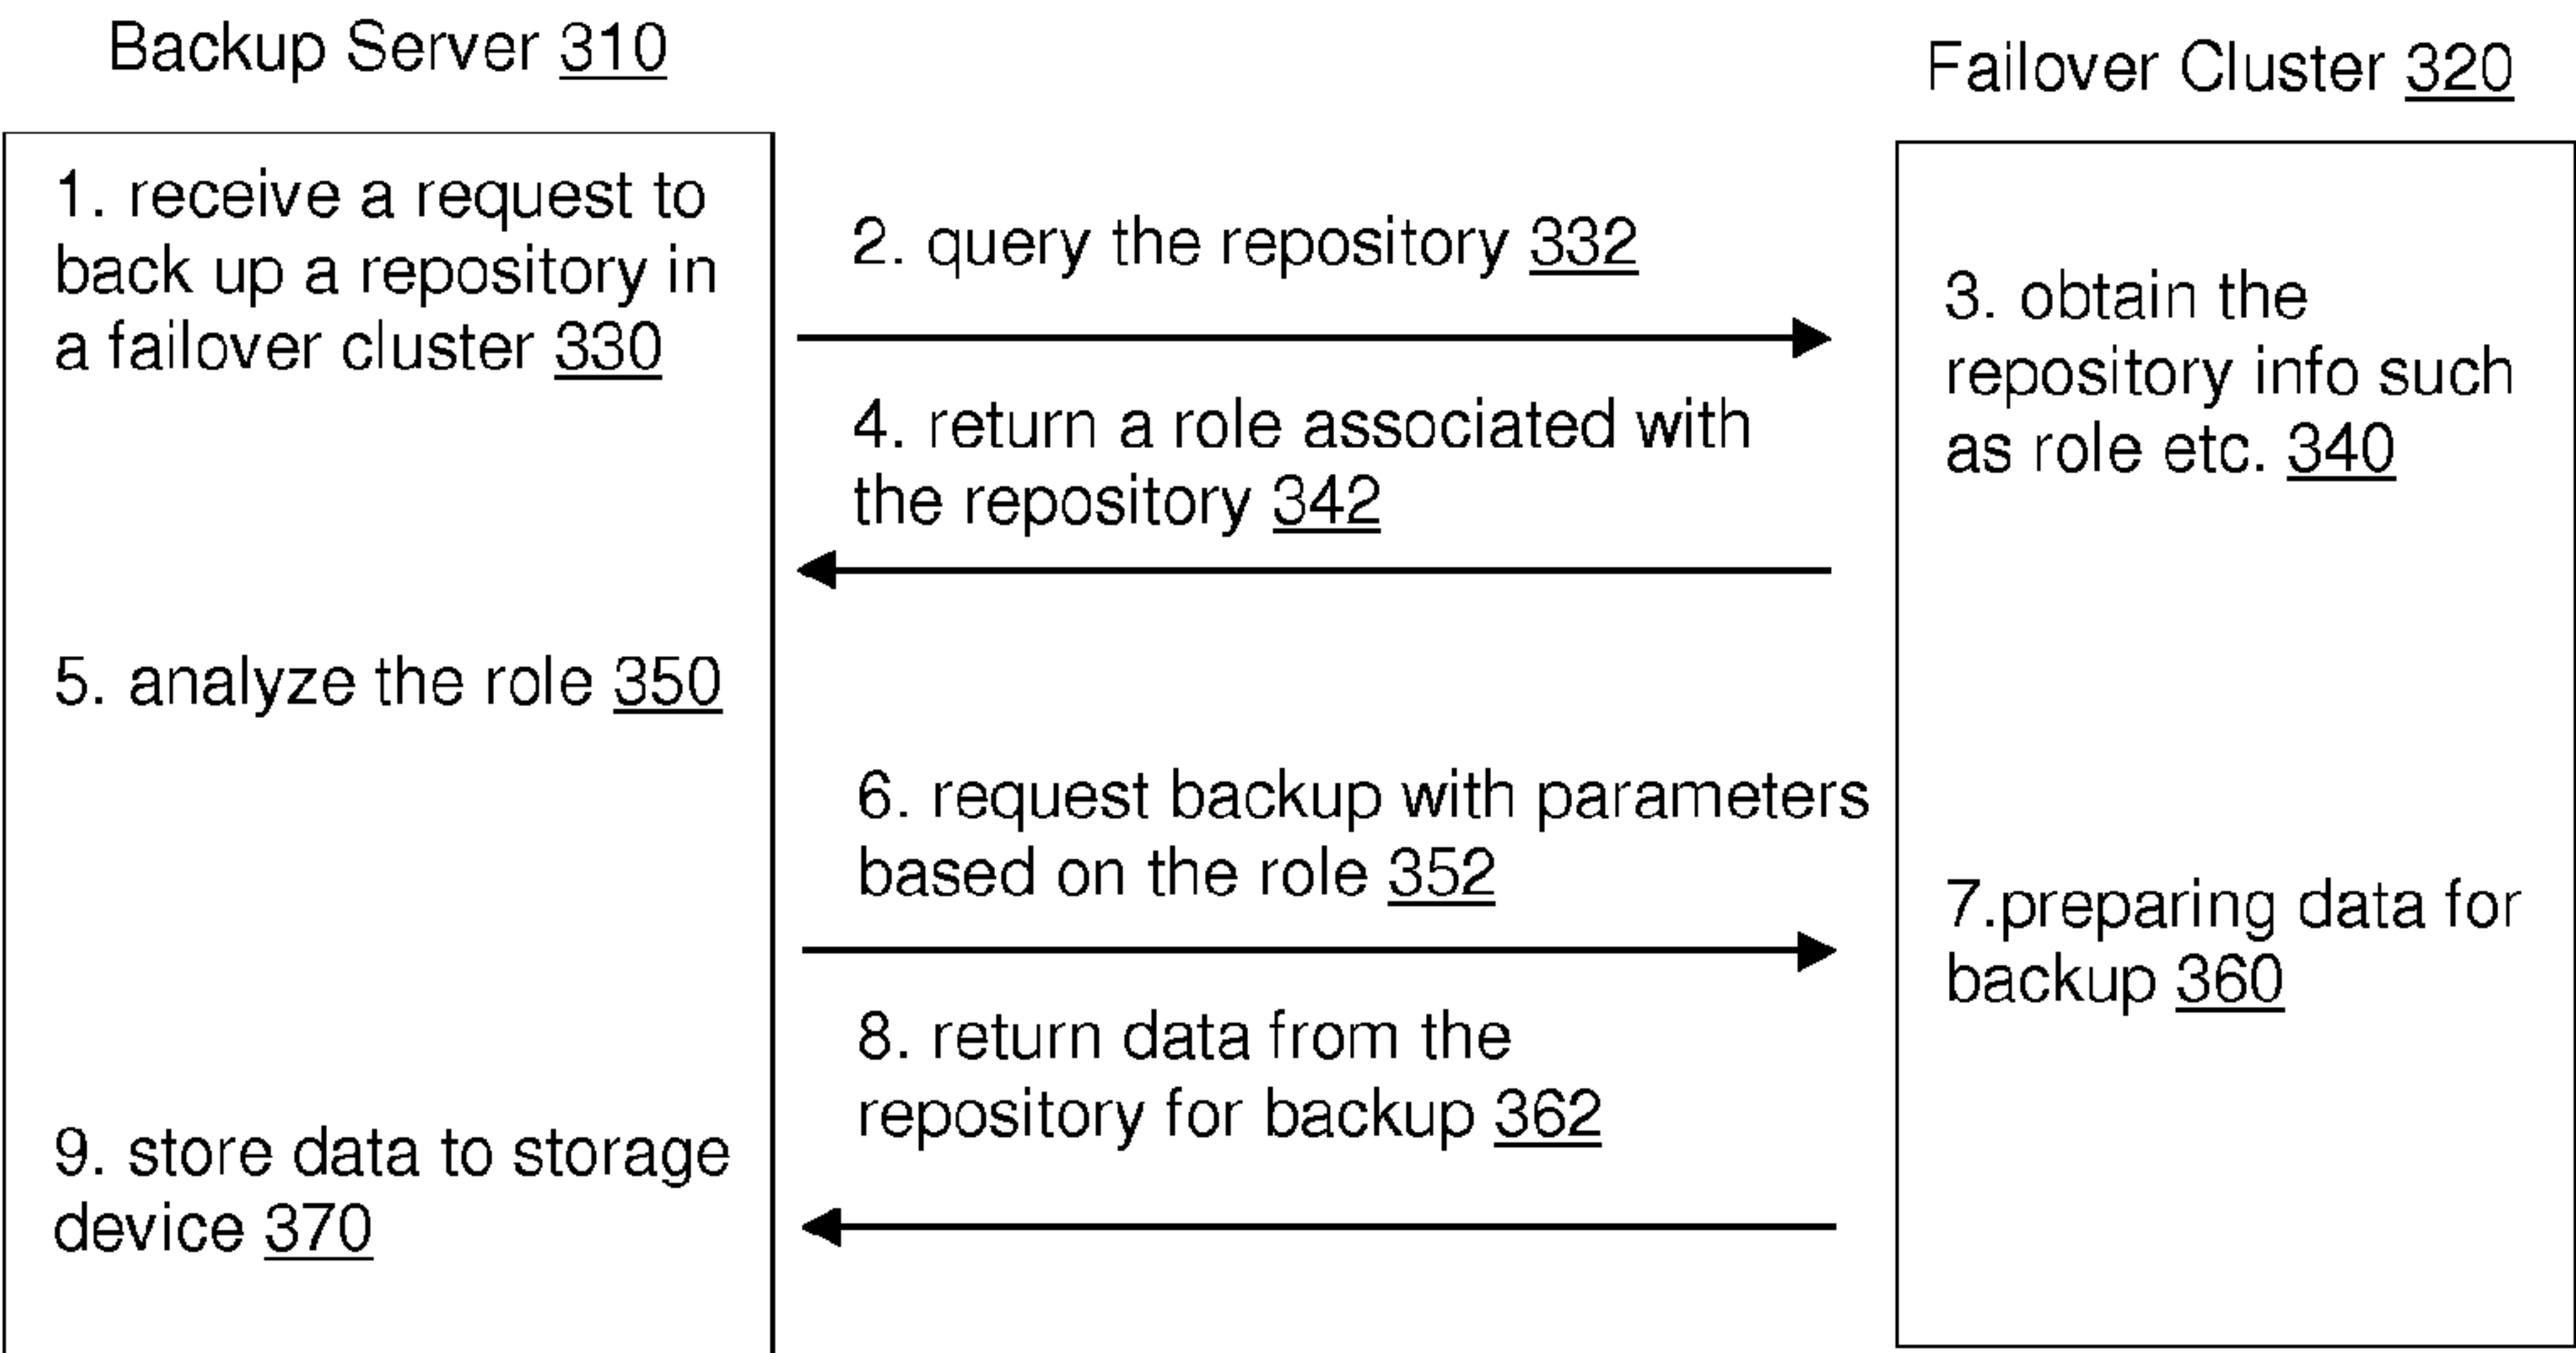 Backup Server 310
Failover Cluster 320
1. receive a request to
back up a repository in
a failover cluster 330
2. query the repository 332
3. obtain the
repository info such
as role etc. 340
4. return a role associated with
the repository 342
5. analyze the role 350
6. request backup with parameters
based on the role 352
7.preparing data for
backup 360
8. return data from the
repository for backup 362
9. store data to storage
device 370